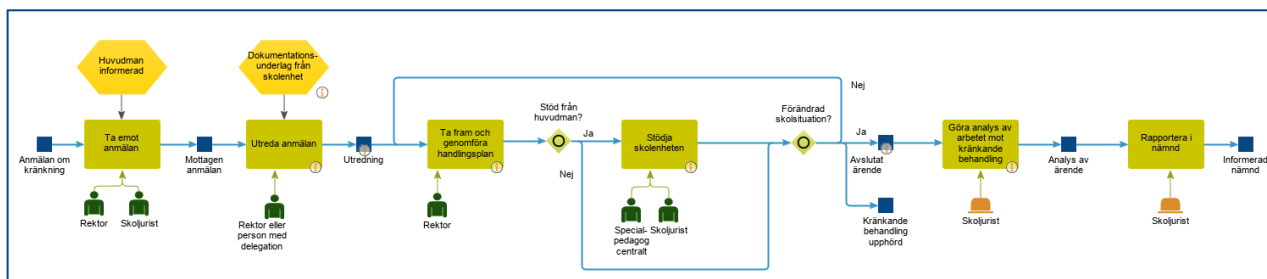 Huvudman
informerad
Dokumentations-
underlag från
skolenhet
Nej
Stöd från
huvudman?
Förändrad
skolsituation?
Anmälan om
kränkning
Ta emot
anmälan
Mottagen
anmälan
Utreda anmälan
Utredning
Ta fram och
genomföra
handlingsplan
Ja
Nej
Stödja
skolenheten
Ja
Avslutat
ärende
Göra analys av
arbetet mot
kränkande
behandling
Analys av
ärende
Rapportera i
nämnd
Informerad
nämnd
Rektor
Skoljurist
Rektor eller
person med
delegation
Rektor
Special-
pedagog
centralt
Skoljurist
Kränkande
behandling
upphörd
Skoljurist
Skoljurist